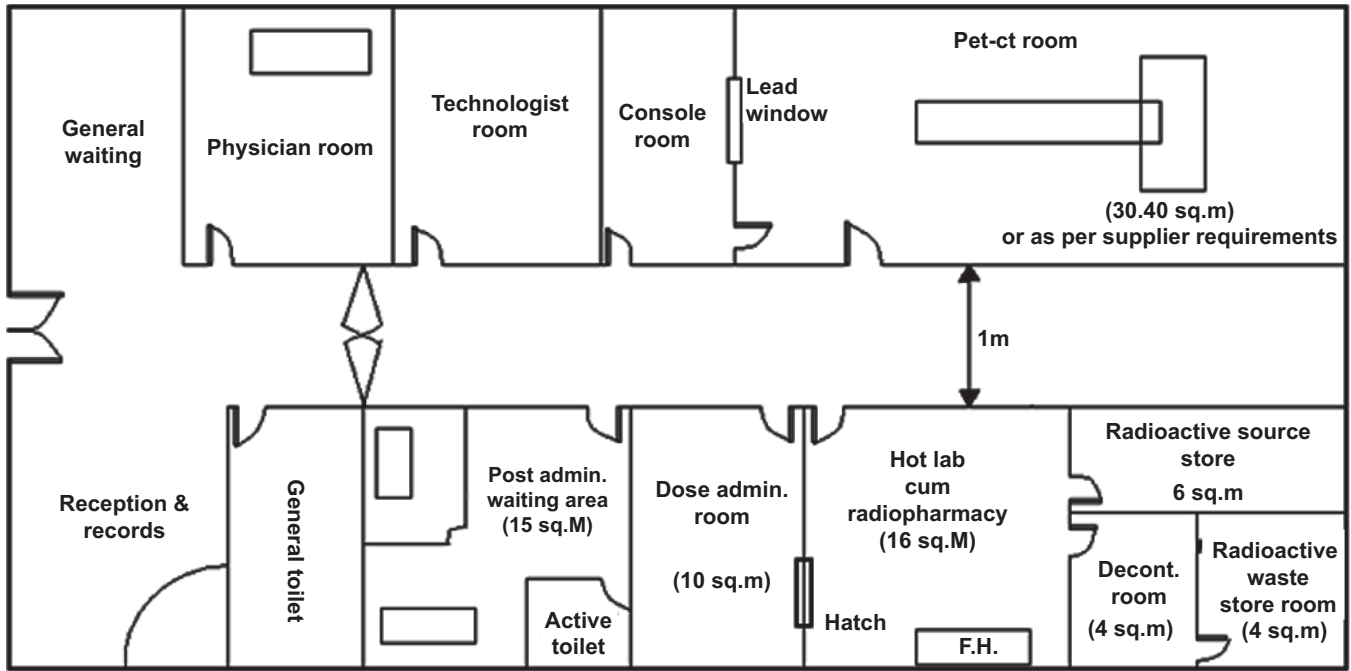 General
waiting
Physician room
Technologist
room
Console
room
Lead
window
Pet-ct room
(30.40 sq.m)
or as per supplier requirements
1m
Reception &
records
General toilet
Post admin.
waiting area
(15 sq.M)
Active
toilet
Dose admin.
room
(10 sq.m)
Hatch
Hot lab
cum
radiopharmacy
(16 sq.M)
F.H.
Radioactive source
store
6 sq.m
Decont.
room
(4 sq.m)
Radioactive
waste
store room
(4 sq.m)